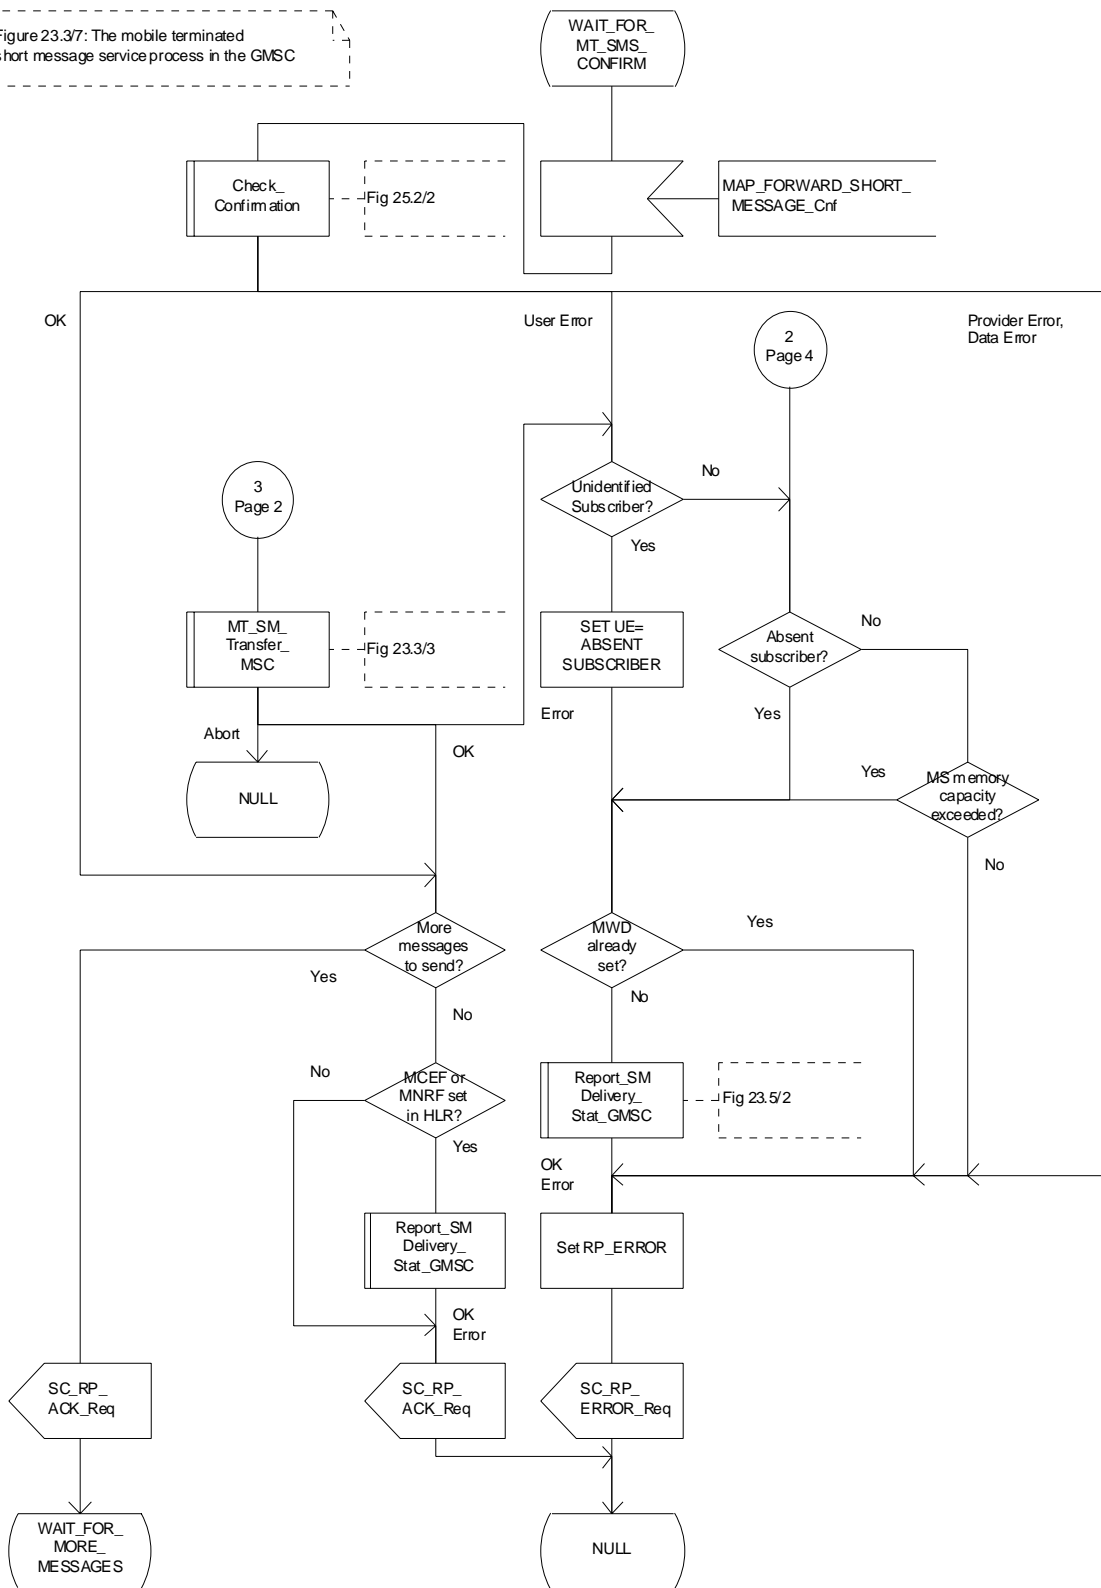 Figure 23.3/7: The mobile terminated
short message service process in the GMSC
WAIT_FOR_
MT_SMS_
CONFIRM
Check_
Confirmation
Fig 25.2/2
MAP_FORWARD_SHORT_
MESSAGE_Cnf
OK
User Error
Provider Error,
Data Error
2
Page 4
3
Page 2
Unidentified
Subscriber?
No
Yes
MT_SM_
Transfer_
MSC
Fig 23.3/3
SET UE=
ABSENT
SUBSCRIBER
Absent
subscriber?
No
Abort
OK
Error
Yes
NULL
Yes
MS memory
capacity
exceeded?
No
More
messages
to send?
Yes
No
MWD
already
set?
Yes
No
No
MCEF or
MNRF set
in HLR?
Yes
Report_SM
Delivery_
Stat_GMSC
Fig 23.5/2
OK
Error
Report_SM
Delivery_
Stat_GMSC
Set RP_ERROR
OK
Error
SC_RP_
ACK_Req
SC_RP_
ACK_Req
SC_RP_
ERROR_Req
WAIT_FOR_
MORE_
MESSAGES
NULL